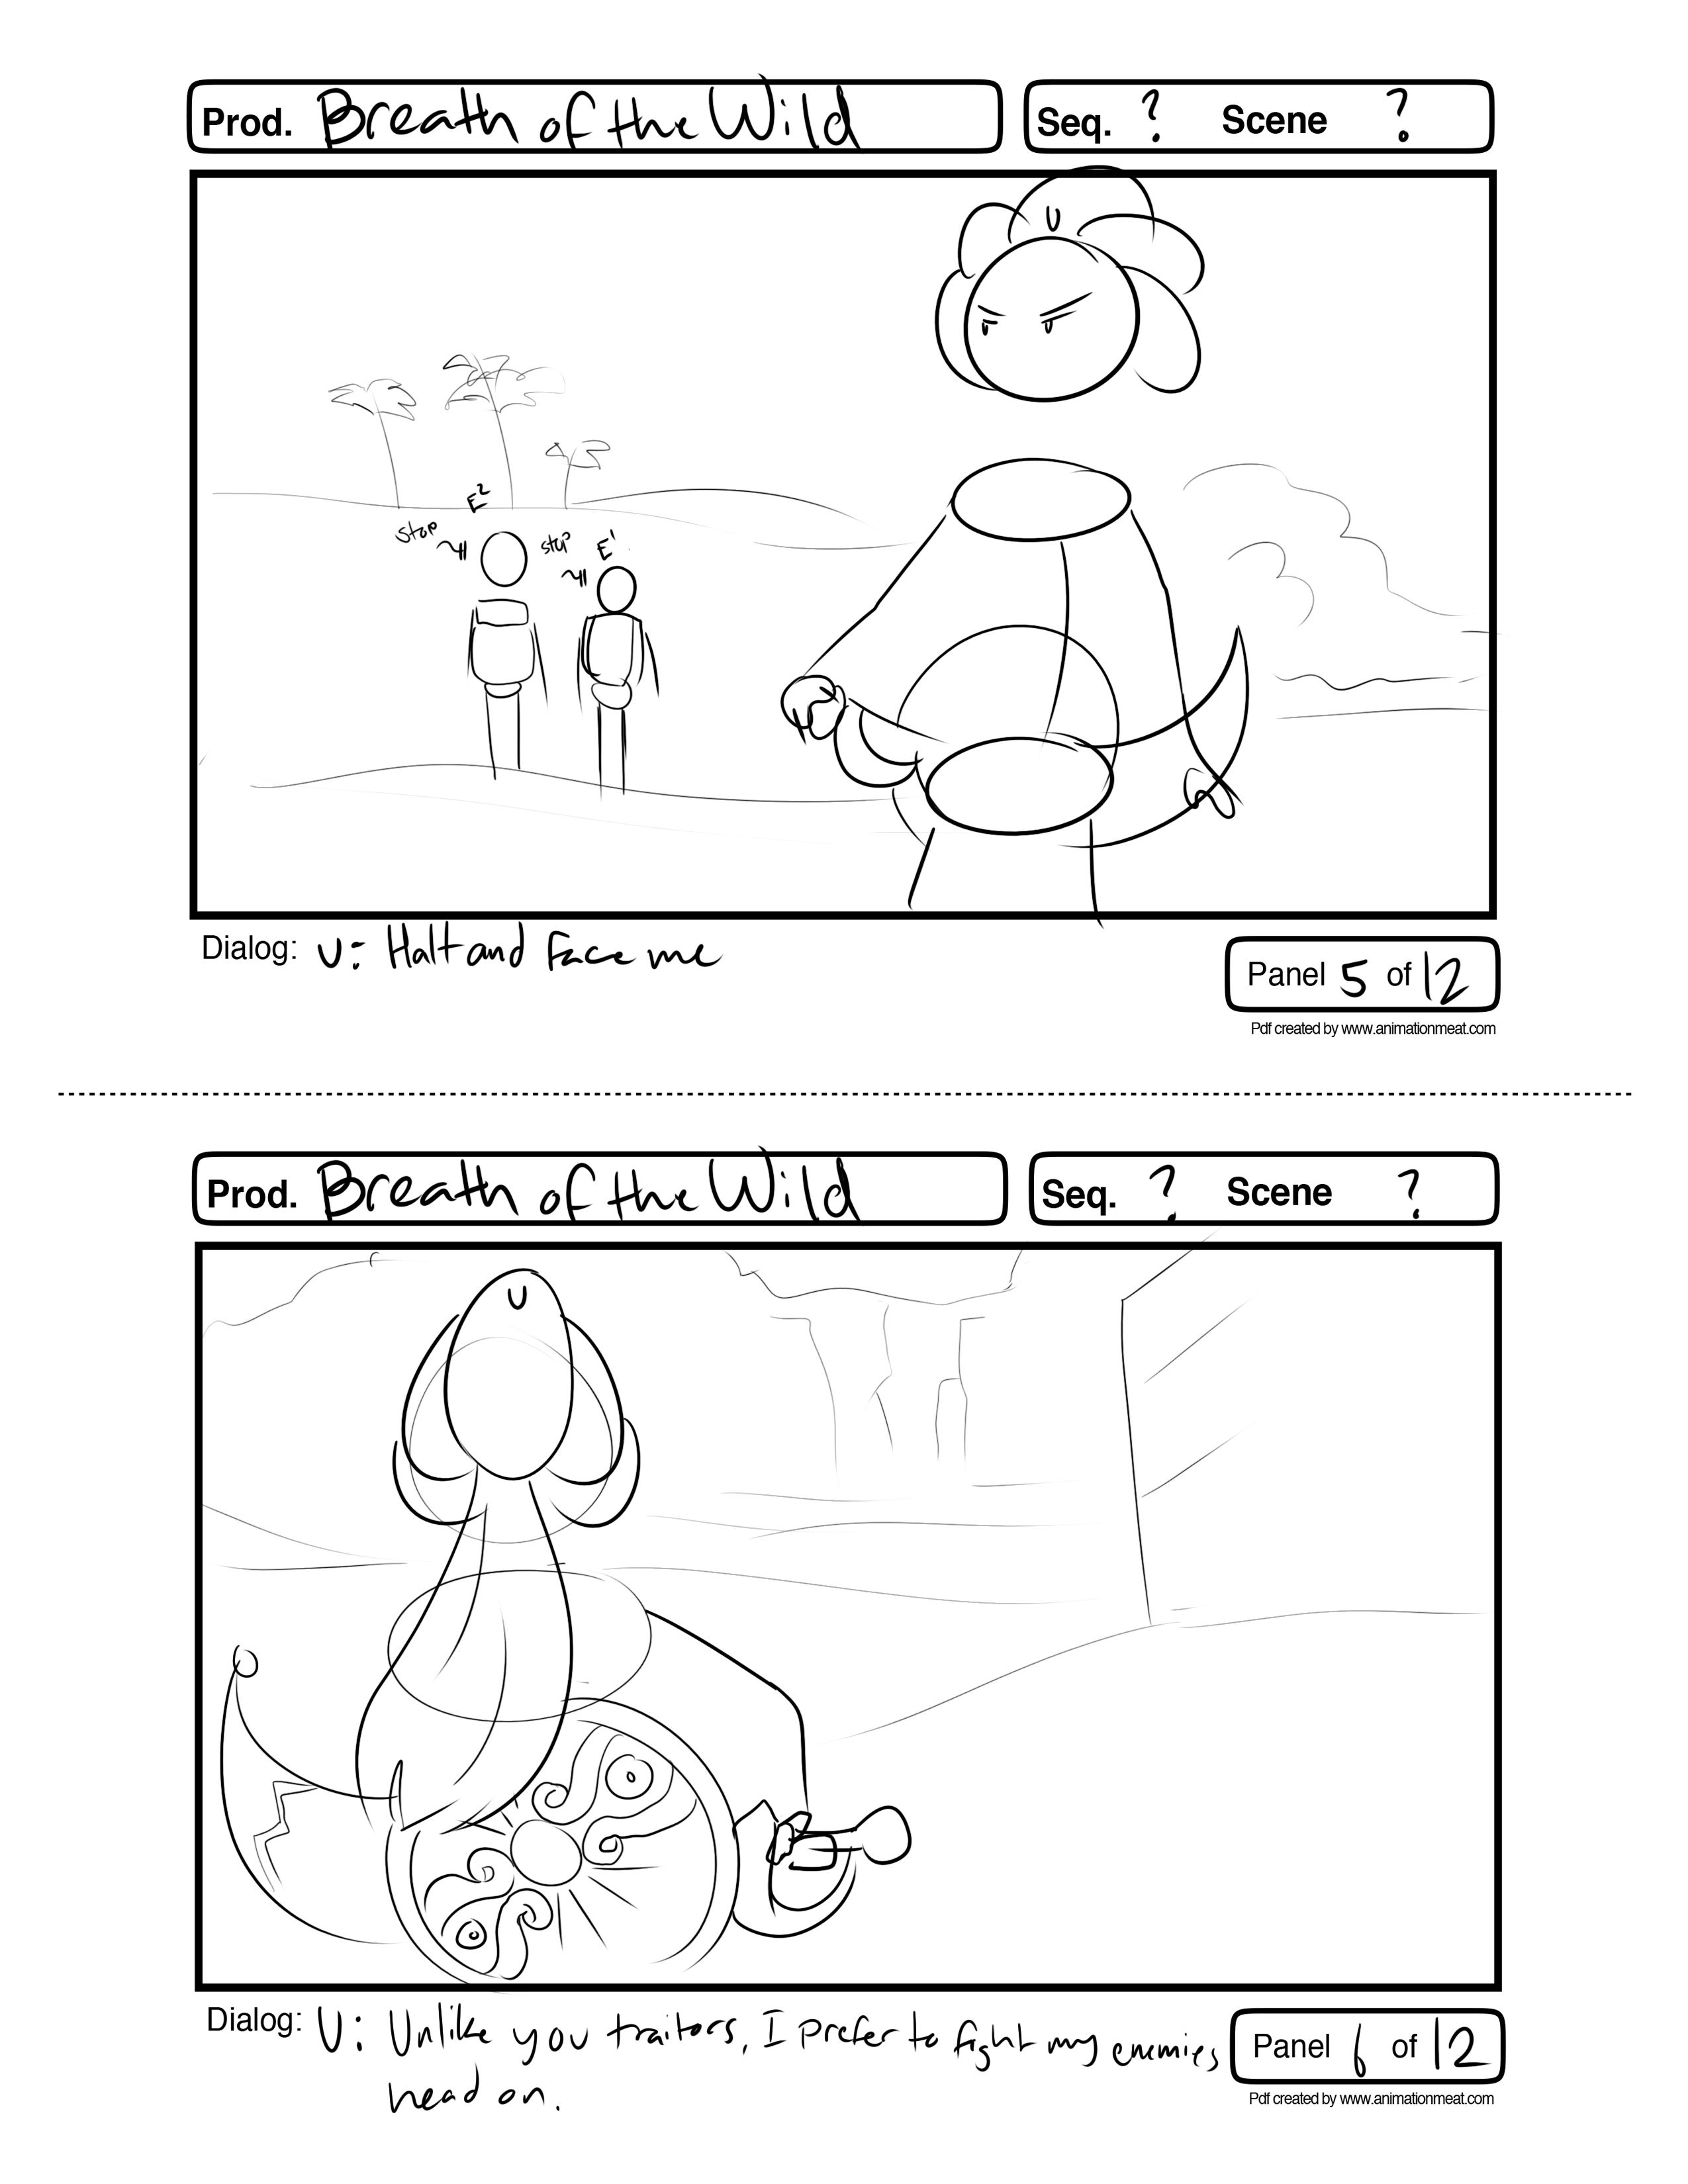 Prod. Breath of the Wild
Seq. ? Scene ?
U
E2
stop
stop E1
Dialog: U: Halt and face me
Panel 5 of 12
Pdf created by www.animationmeat.com
Prod. Breath of the Wild
Seq. ? Scene ?
U
Dialog: U: Unlike you traitors, I prefer to fight my enemies
head on.
Panel 6 of 12
Pdf created by www.animationmeat.com